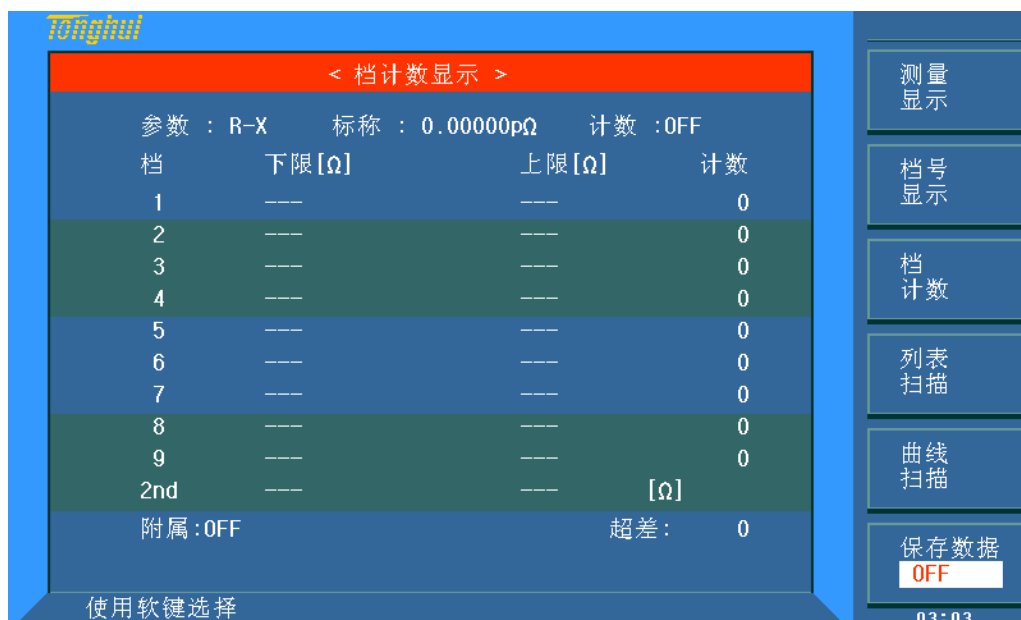 Tonghui
< 档计数显示 >
参数 : R-X 标称 : 0.00000pΩ 计数 :OFF
档 下限[Ω] 上限[Ω] 计数
1 --- --- 0
2 --- --- 0
3 --- --- 0
4 --- --- 0
5 --- --- 0
6 --- --- 0
7 --- --- 0
8 --- --- 0
9 --- --- 0
2nd --- --- [Ω]
附属:OFF 超差: 0
使用软键选择
测量
显示
档号
显示
档
计数
列表
扫描
曲线
扫描
保存数据
OFF
03:03